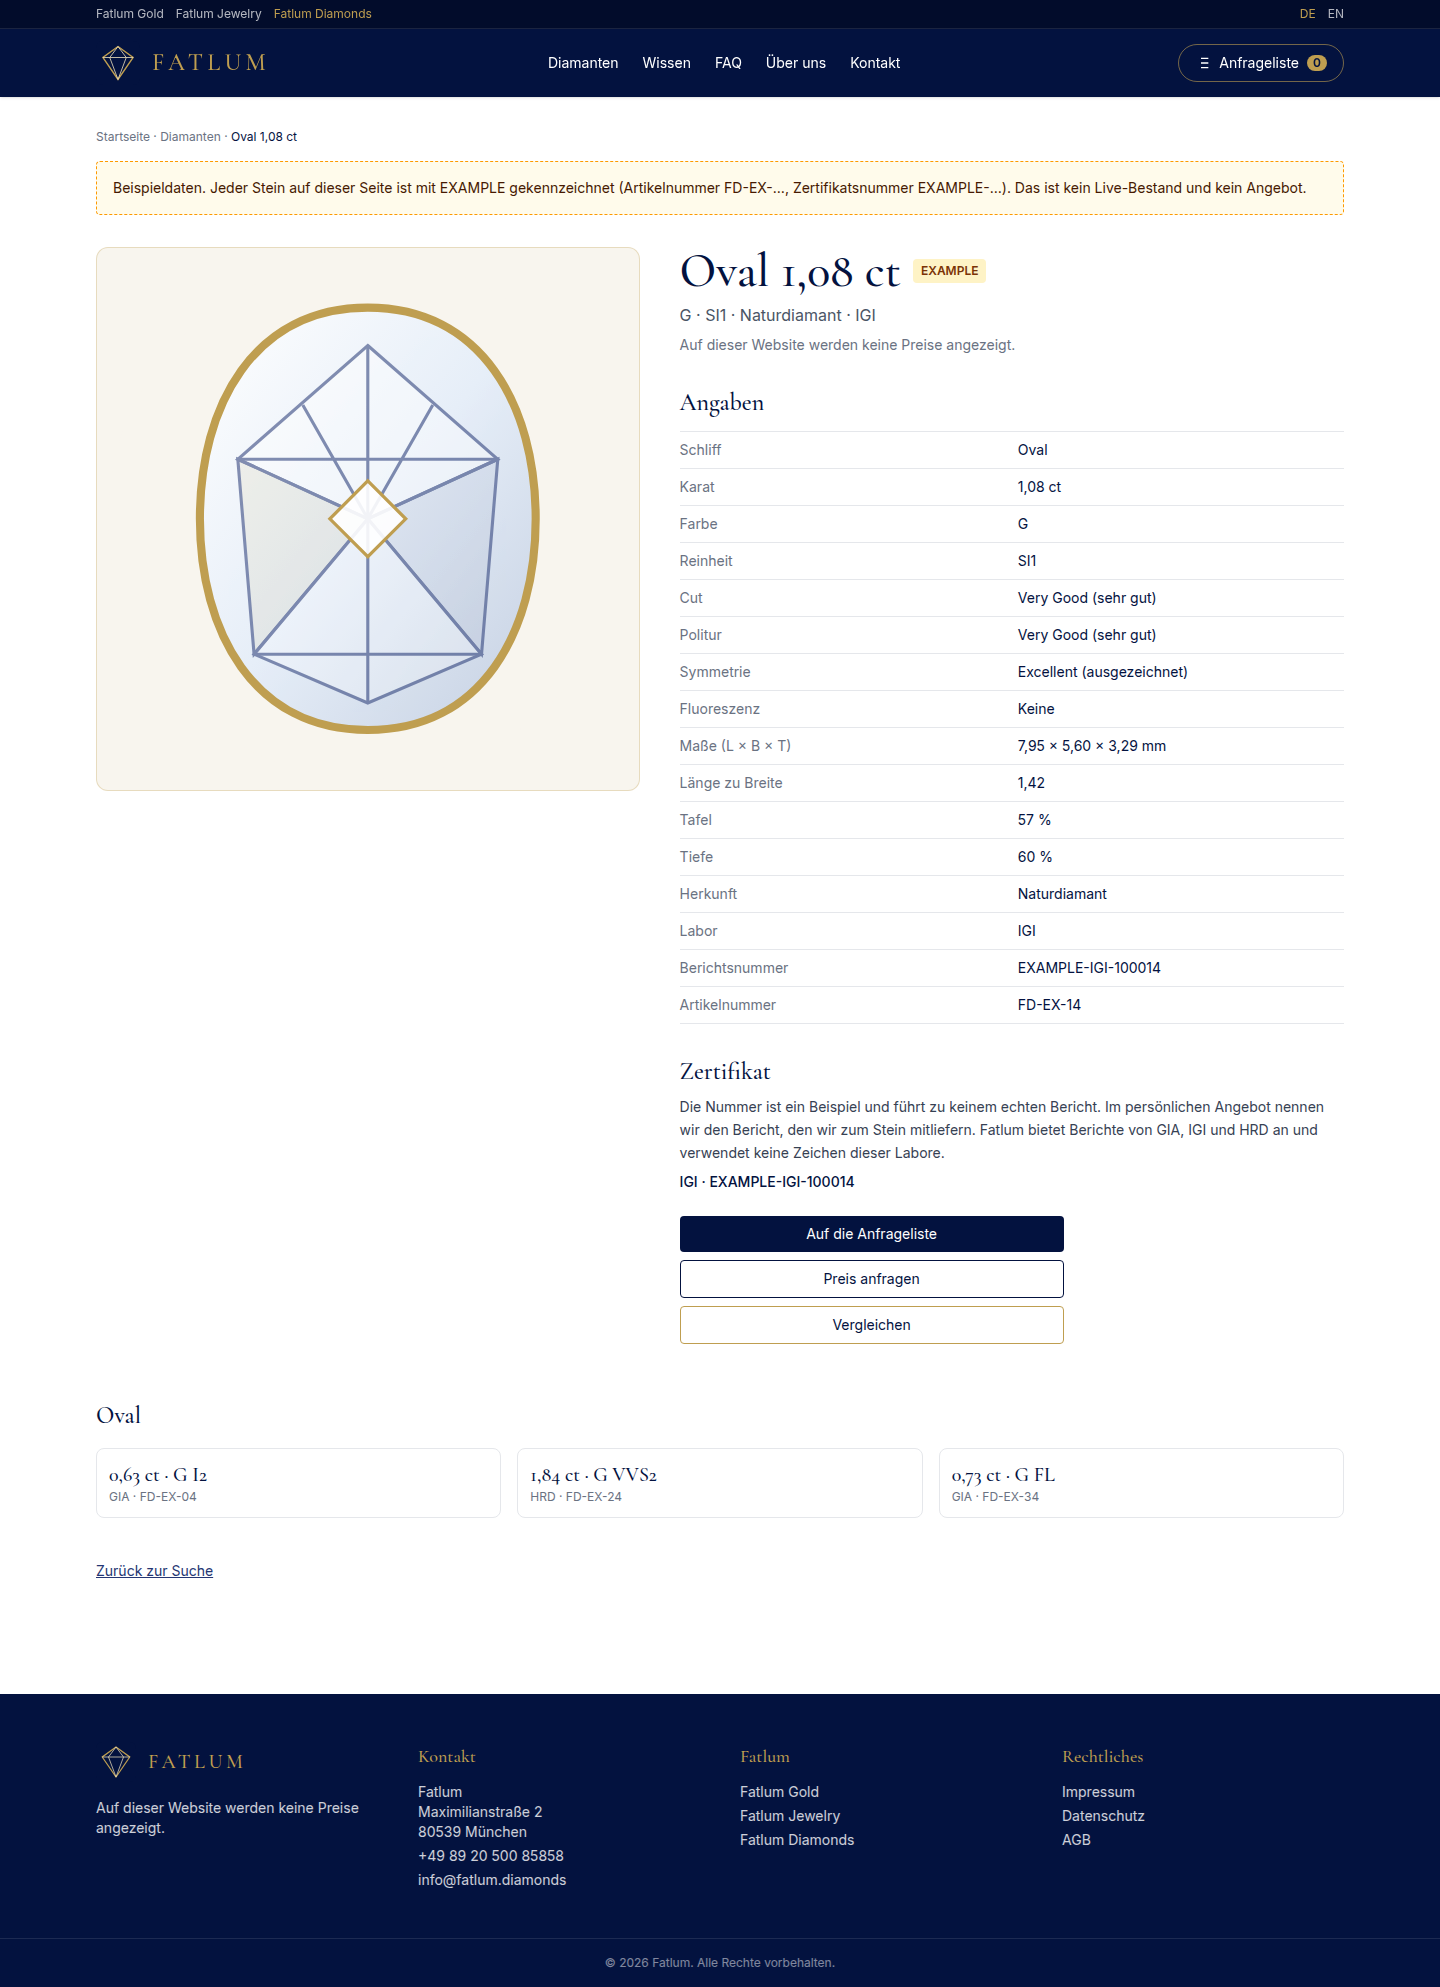 Fatlum Gold Fatlum Jewelry Fatlum Diamonds DE EN
FATLUM Diamanten Wissen FAQ Über uns Kontakt Anfrageliste 0
Startseite · Diamanten · Oval 1,08 ct
Beispieldaten. Jeder Stein auf dieser Seite ist mit EXAMPLE gekennzeichnet (Artikelnummer FD-EX-…, Zertifikatsnummer EXAMPLE-…). Das ist kein Live-Bestand und kein Angebot.
Oval 1,08 ct EXAMPLE
G · SI1 · Naturdiamant · IGI
Auf dieser Website werden keine Preise angezeigt.
Angaben
Schliff Oval
Karat 1,08 ct
Farbe G
Reinheit SI1
Cut Very Good (sehr gut)
Politur Very Good (sehr gut)
Symmetrie Excellent (ausgezeichnet)
Fluoreszenz Keine
Maße (L × B × T) 7,95 × 5,60 × 3,29 mm
Länge zu Breite 1,42
Tafel 57 %
Tiefe 60 %
Herkunft Naturdiamant
Labor IGI
Berichtsnummer EXAMPLE-IGI-100014
Artikelnummer FD-EX-14
Zertifikat
Die Nummer ist ein Beispiel und führt zu keinem echten Bericht. Im persönlichen Angebot nennen
wir den Bericht, den wir zum Stein mitliefern. Fatlum bietet Berichte von GIA, IGI und HRD an und
verwendet keine Zeichen dieser Labore.
IGI · EXAMPLE-IGI-100014
Auf die Anfrageliste
Preis anfragen
Vergleichen
Oval
0,63 ct · G I2
GIA · FD-EX-04
1,84 ct · G VVS2
HRD · FD-EX-24
0,73 ct · G FL
GIA · FD-EX-34
Zurück zur Suche
FATLUM
Auf dieser Website werden keine Preise
angezeigt.
Kontakt
Fatlum
Maximilianstraße 2
80539 München
+49 89 20 500 85858
info@fatlum.diamonds
Fatlum
Fatlum Gold
Fatlum Jewelry
Fatlum Diamonds
Rechtliches
Impressum
Datenschutz
AGB
© 2026 Fatlum. Alle Rechte vorbehalten.